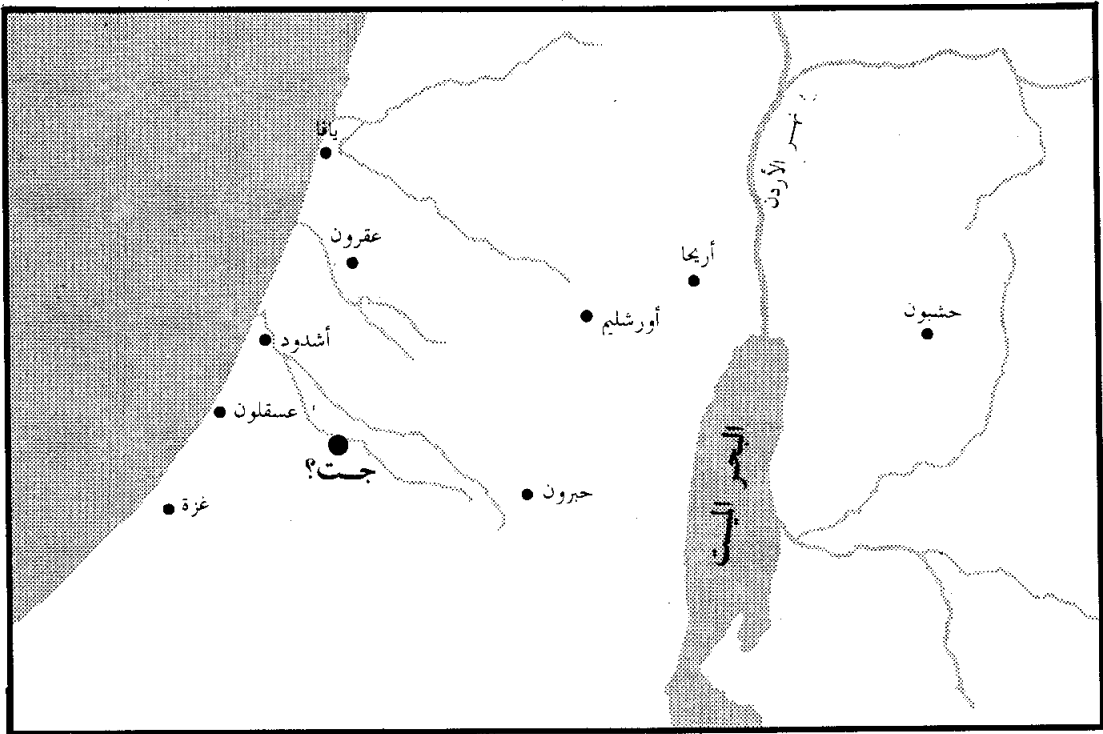 يافا
نهر الأردن
عقرون
أريحا
أورشليم
حشبون
أشدود
عسقلون
جت؟
البحر الميت
حبرون
غزة